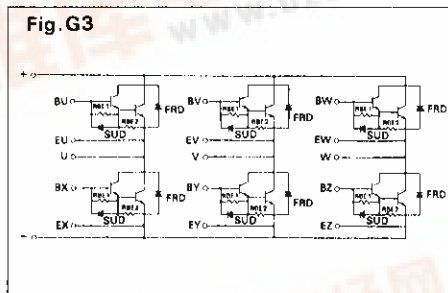 Fig.G3
+
BU RBE1 RBE2 SUD FRD
BV RBE1 RBE2 SUD FRD
BW RBE1 RBE2 SUD FRD
EU EV EW
U V W
BX RBE1 SUD FRD
BY RBE1 RBE2 SUD FRD
BZ RBE1 RBE2 SUD FRD
EX EY EZ
-